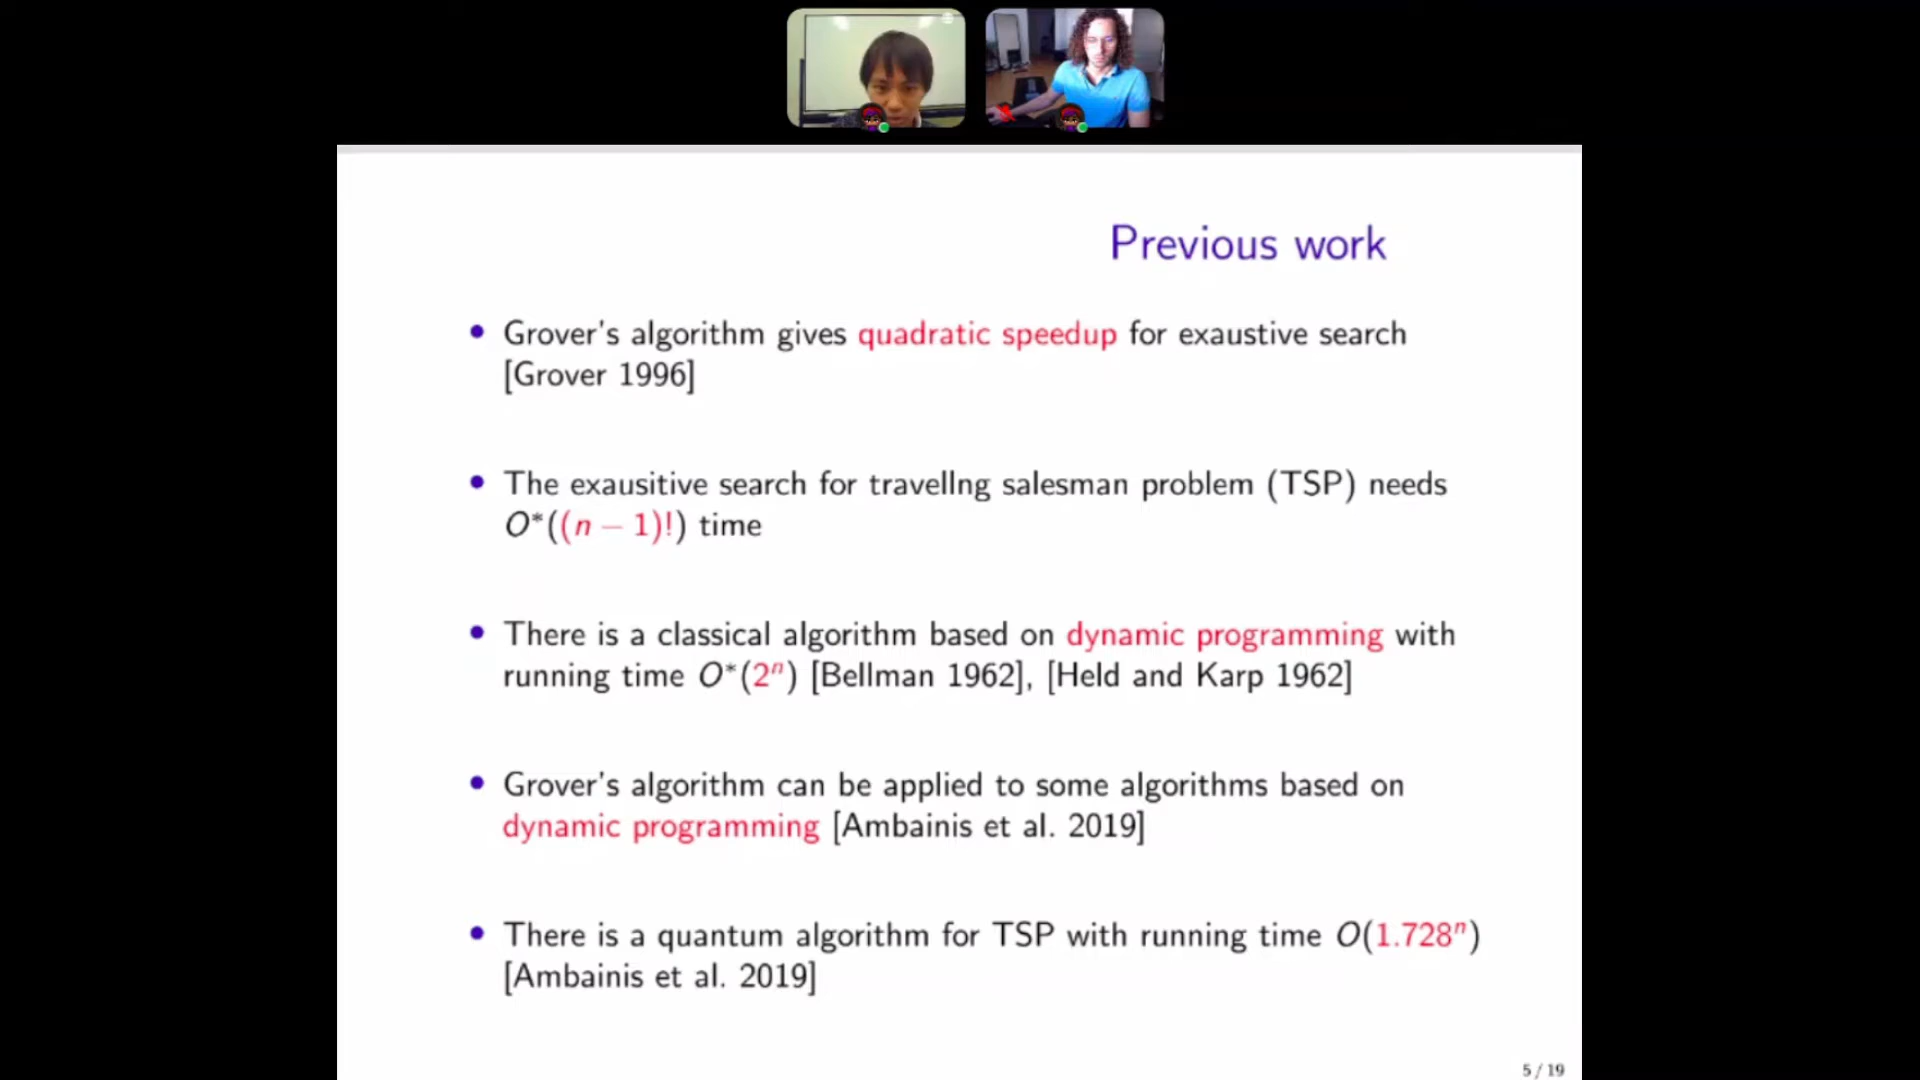 Previous work
• Grover's algorithm gives quadratic speedup for exaustive search
[Grover 1996]
• The exausitive search for travellng salesman problem (TSP) needs
O*((n − 1)!) time
• There is a classical algorithm based on dynamic programming with
running time O*(2ⁿ) [Bellman 1962], [Held and Karp 1962]
• Grover's algorithm can be applied to some algorithms based on
dynamic programming [Ambainis et al. 2019]
• There is a quantum algorithm for TSP with running time O(1.728ⁿ)
[Ambainis et al. 2019]
5 / 19